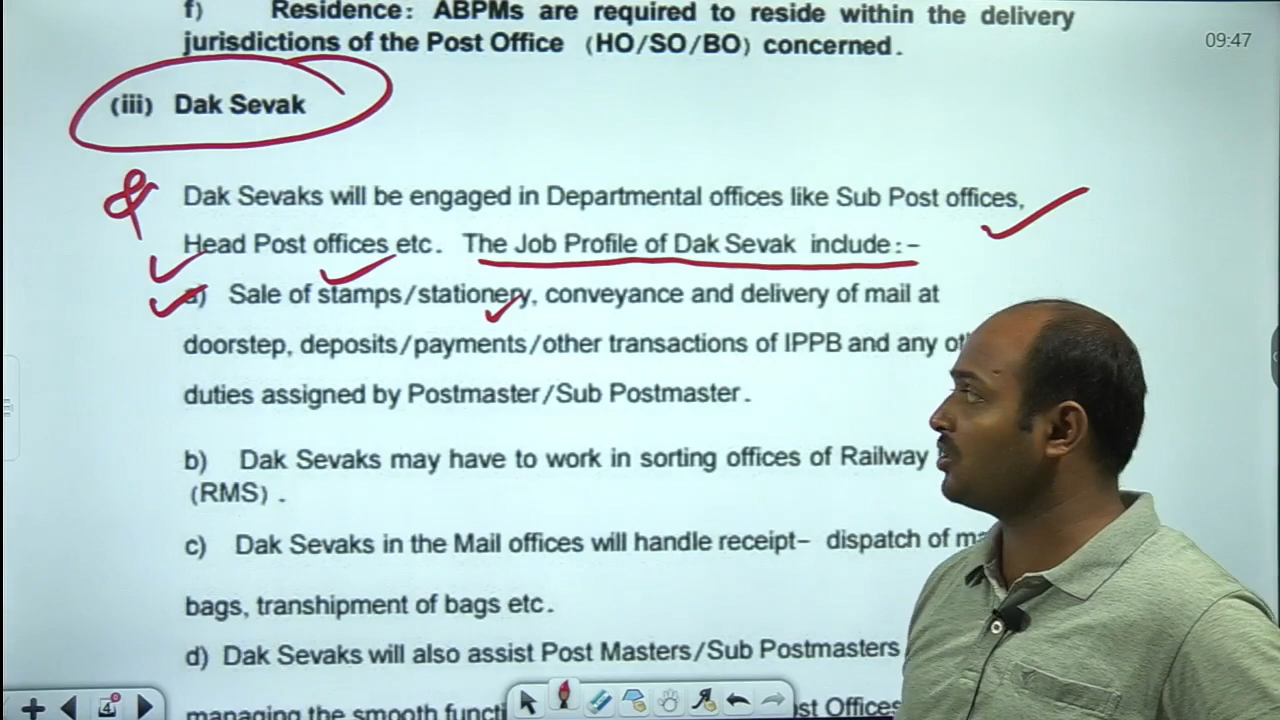 f) Residence: ABPMs are required to reside within the delivery
jurisdictions of the Post Office (HO/SO/BO) concerned.
09:47
(iii) Dak Sevak
Dak Sevaks will be engaged in Departmental offices like Sub Post offices,
Head Post offices etc. The Job Profile of Dak Sevak include:-
a) Sale of stamps/stationery, conveyance and delivery of mail at
doorstep, deposits/payments/other transactions of IPPB and any
duties assigned by Postmaster/Sub Postmaster.
b) Dak Sevaks may have to work in sorting offices of Railway
(RMS).
c) Dak Sevaks in the Mail offices will handle receipt- dispatch of
bags, transhipment of bags etc.
d) Dak Sevaks will also assist Post Masters/Sub Postmasters
managing the smooth Offices
4